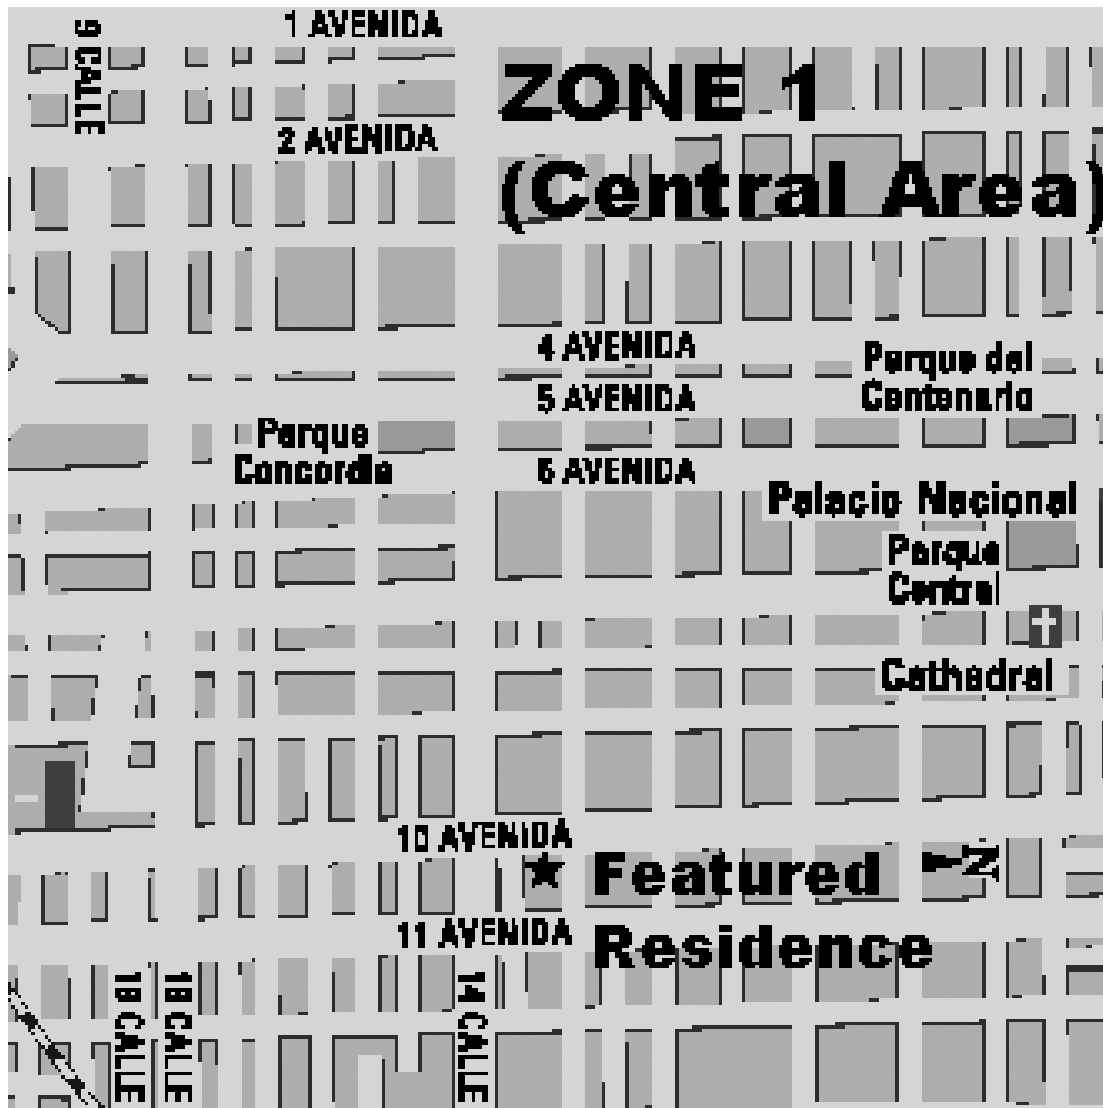 9 CALLE
1 AVENIDA
ZONE 1
2 AVENIDA
(Central Area)
4 AVENIDA
Parque del
Centenario
5 AVENIDA
Parque
Concordia
6 AVENIDA
Palacio Nacional
Parque
Central
Cathedral
10 AVENIDA
Featured
N
Residence
11 AVENIDA
18 CALLE
18 CALLE
14 CALLE